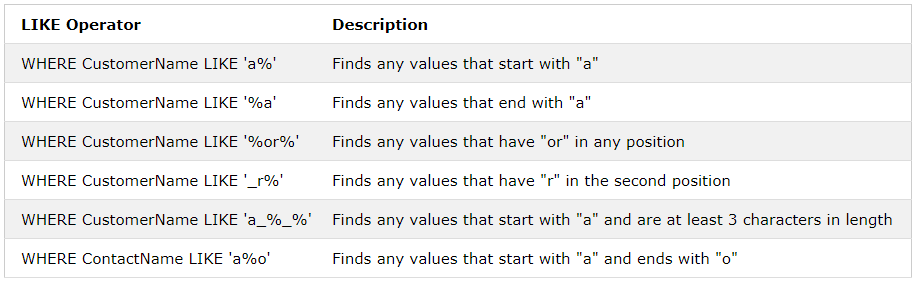 LIKE Operator Description
WHERE CustomerName LIKE 'a%' Finds any values that start with "a"
WHERE CustomerName LIKE '%a' Finds any values that end with "a"
WHERE CustomerName LIKE '%or%' Finds any values that have "or" in any position
WHERE CustomerName LIKE '_r%' Finds any values that have "r" in the second position
WHERE CustomerName LIKE 'a_%_%' Finds any values that start with "a" and are at least 3 characters in length
WHERE ContactName LIKE 'a%o' Finds any values that start with "a" and ends with "o"